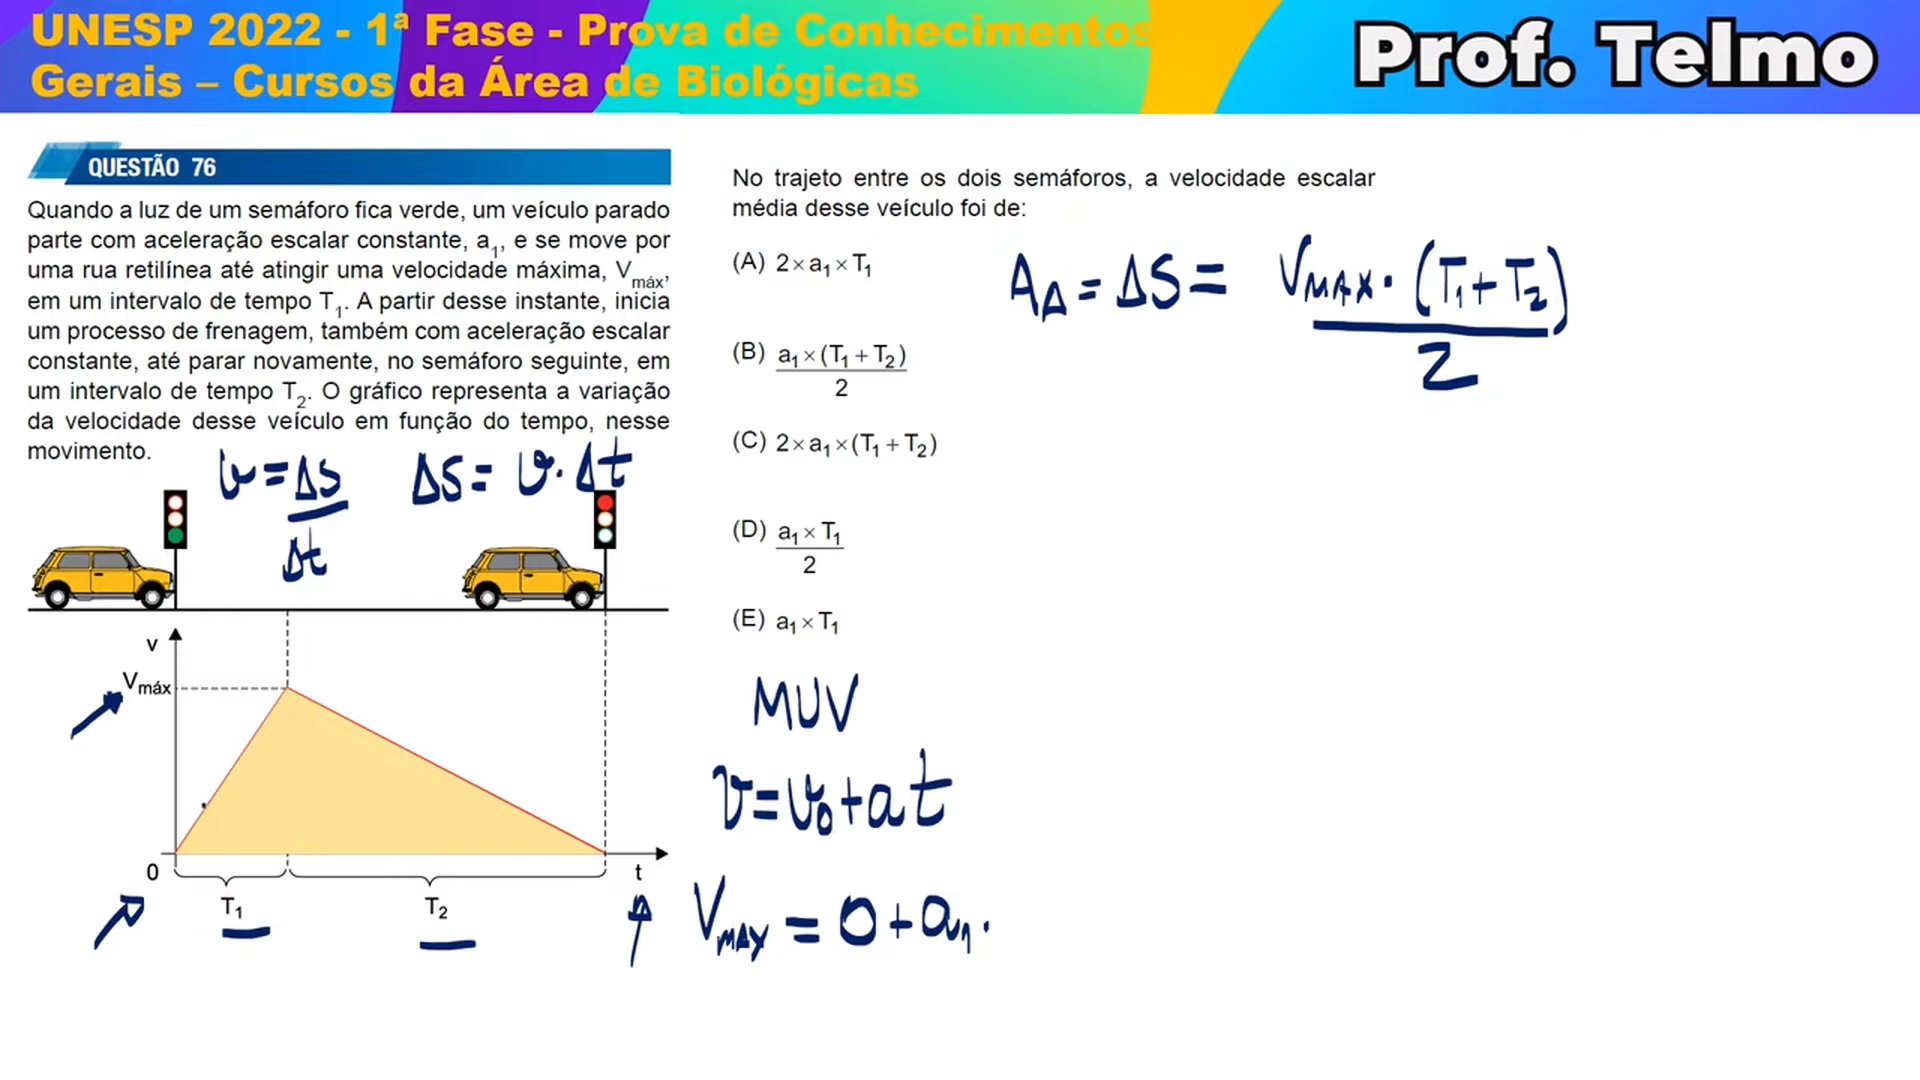 UNESP 2022 - 1ª Fase - Prova de Conhecimentos
Gerais – Cursos da Área de Biológicas
Prof. Telmo
QUESTÃO 76
Quando a luz de um semáforo fica verde, um veículo parado
parte com aceleração escalar constante, a₁, e se move por
uma rua retilínea até atingir uma velocidade máxima, Vmáx,
em um intervalo de tempo T₁. A partir desse instante, inicia
um processo de frenagem, também com aceleração escalar
constante, até parar novamente, no semáforo seguinte, em
um intervalo de tempo T₂. O gráfico representa a variação
da velocidade desse veículo em função do tempo, nesse
movimento.
v = ΔS / Δt
ΔS = v · Δt
v
Vmáx
0
t
T₁
T₂
No trajeto entre os dois semáforos, a velocidade escalar
média desse veículo foi de:
(A) 2 × a₁ × T₁
(B) a₁ × (T₁ + T₂) / 2
(C) 2 × a₁ × (T₁ + T₂)
(D) a₁ × T₁ / 2
(E) a₁ × T₁
MUV
v = v₀ + a t
VMAX = 0 + a₁ ·
AΔ = ΔS = VMAX · (T₁ + T₂) / 2